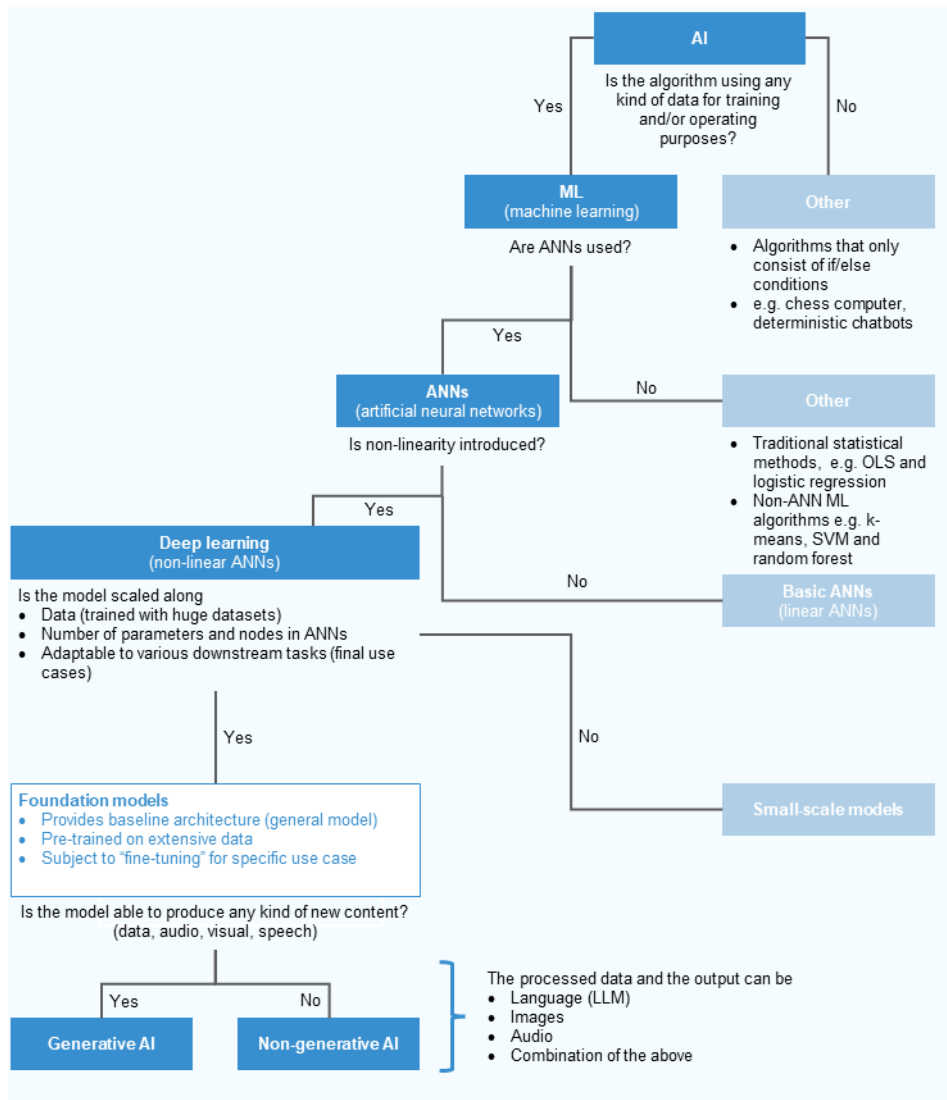 AI
Is the algorithm using any
kind of data for training
and/or operating
purposes?
Yes
No
ML
(machine learning)
Other
Are ANNs used?
• Algorithms that only
consist of if/else
conditions
• e.g. chess computer,
deterministic chatbots
Yes
No
ANNs
(artificial neural networks)
Other
Is non-linearity introduced?
• Traditional statistical
methods, e.g. OLS and
logistic regression
• Non-ANN ML
algorithms e.g. k-
means, SVM and
random forest
Yes
No
Deep learning
(non-linear ANNs)
Basic ANNs
(linear ANNs)
Is the model scaled along
• Data (trained with huge datasets)
• Number of parameters and nodes in ANNs
• Adaptable to various downstream tasks (final use
cases)
Yes
No
Foundation models
• Provides baseline architecture (general model)
• Pre-trained on extensive data
• Subject to “fine-tuning” for specific use case
Small-scale models
Is the model able to produce any kind of new content?
(data, audio, visual, speech)
Yes
No
Generative AI
Non-generative AI
The processed data and the output can be
• Language (LLM)
• Images
• Audio
• Combination of the above